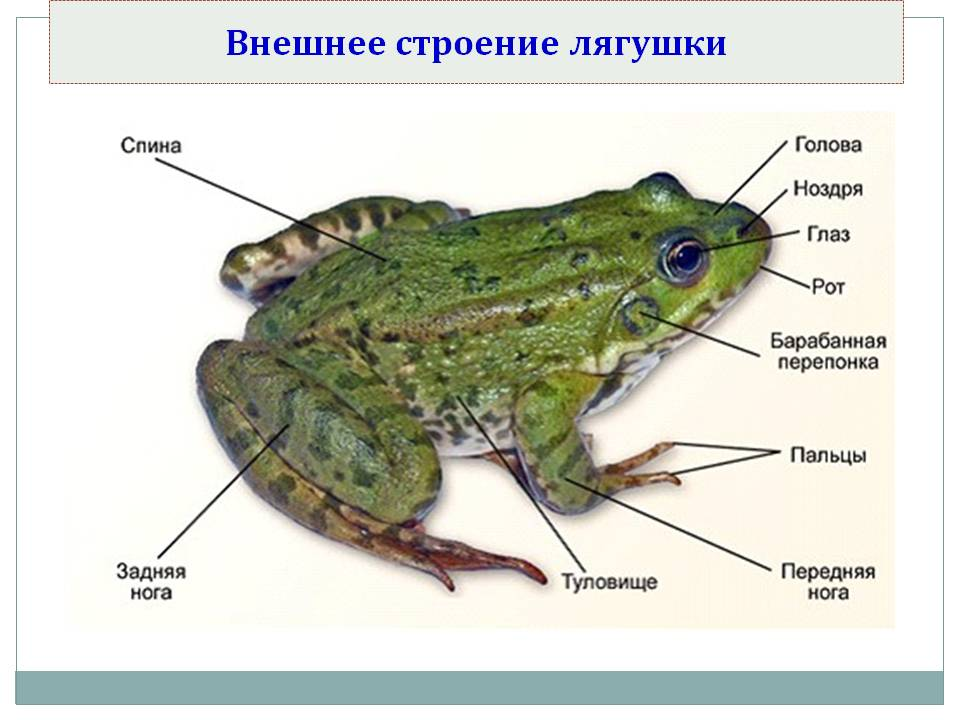 Внешнее строение лягушки
Спина
Голова
Ноздря
Глаз
Рот
Барабанная
перепонка
Пальцы
Задняя
нога
Туловище
Передняя
нога